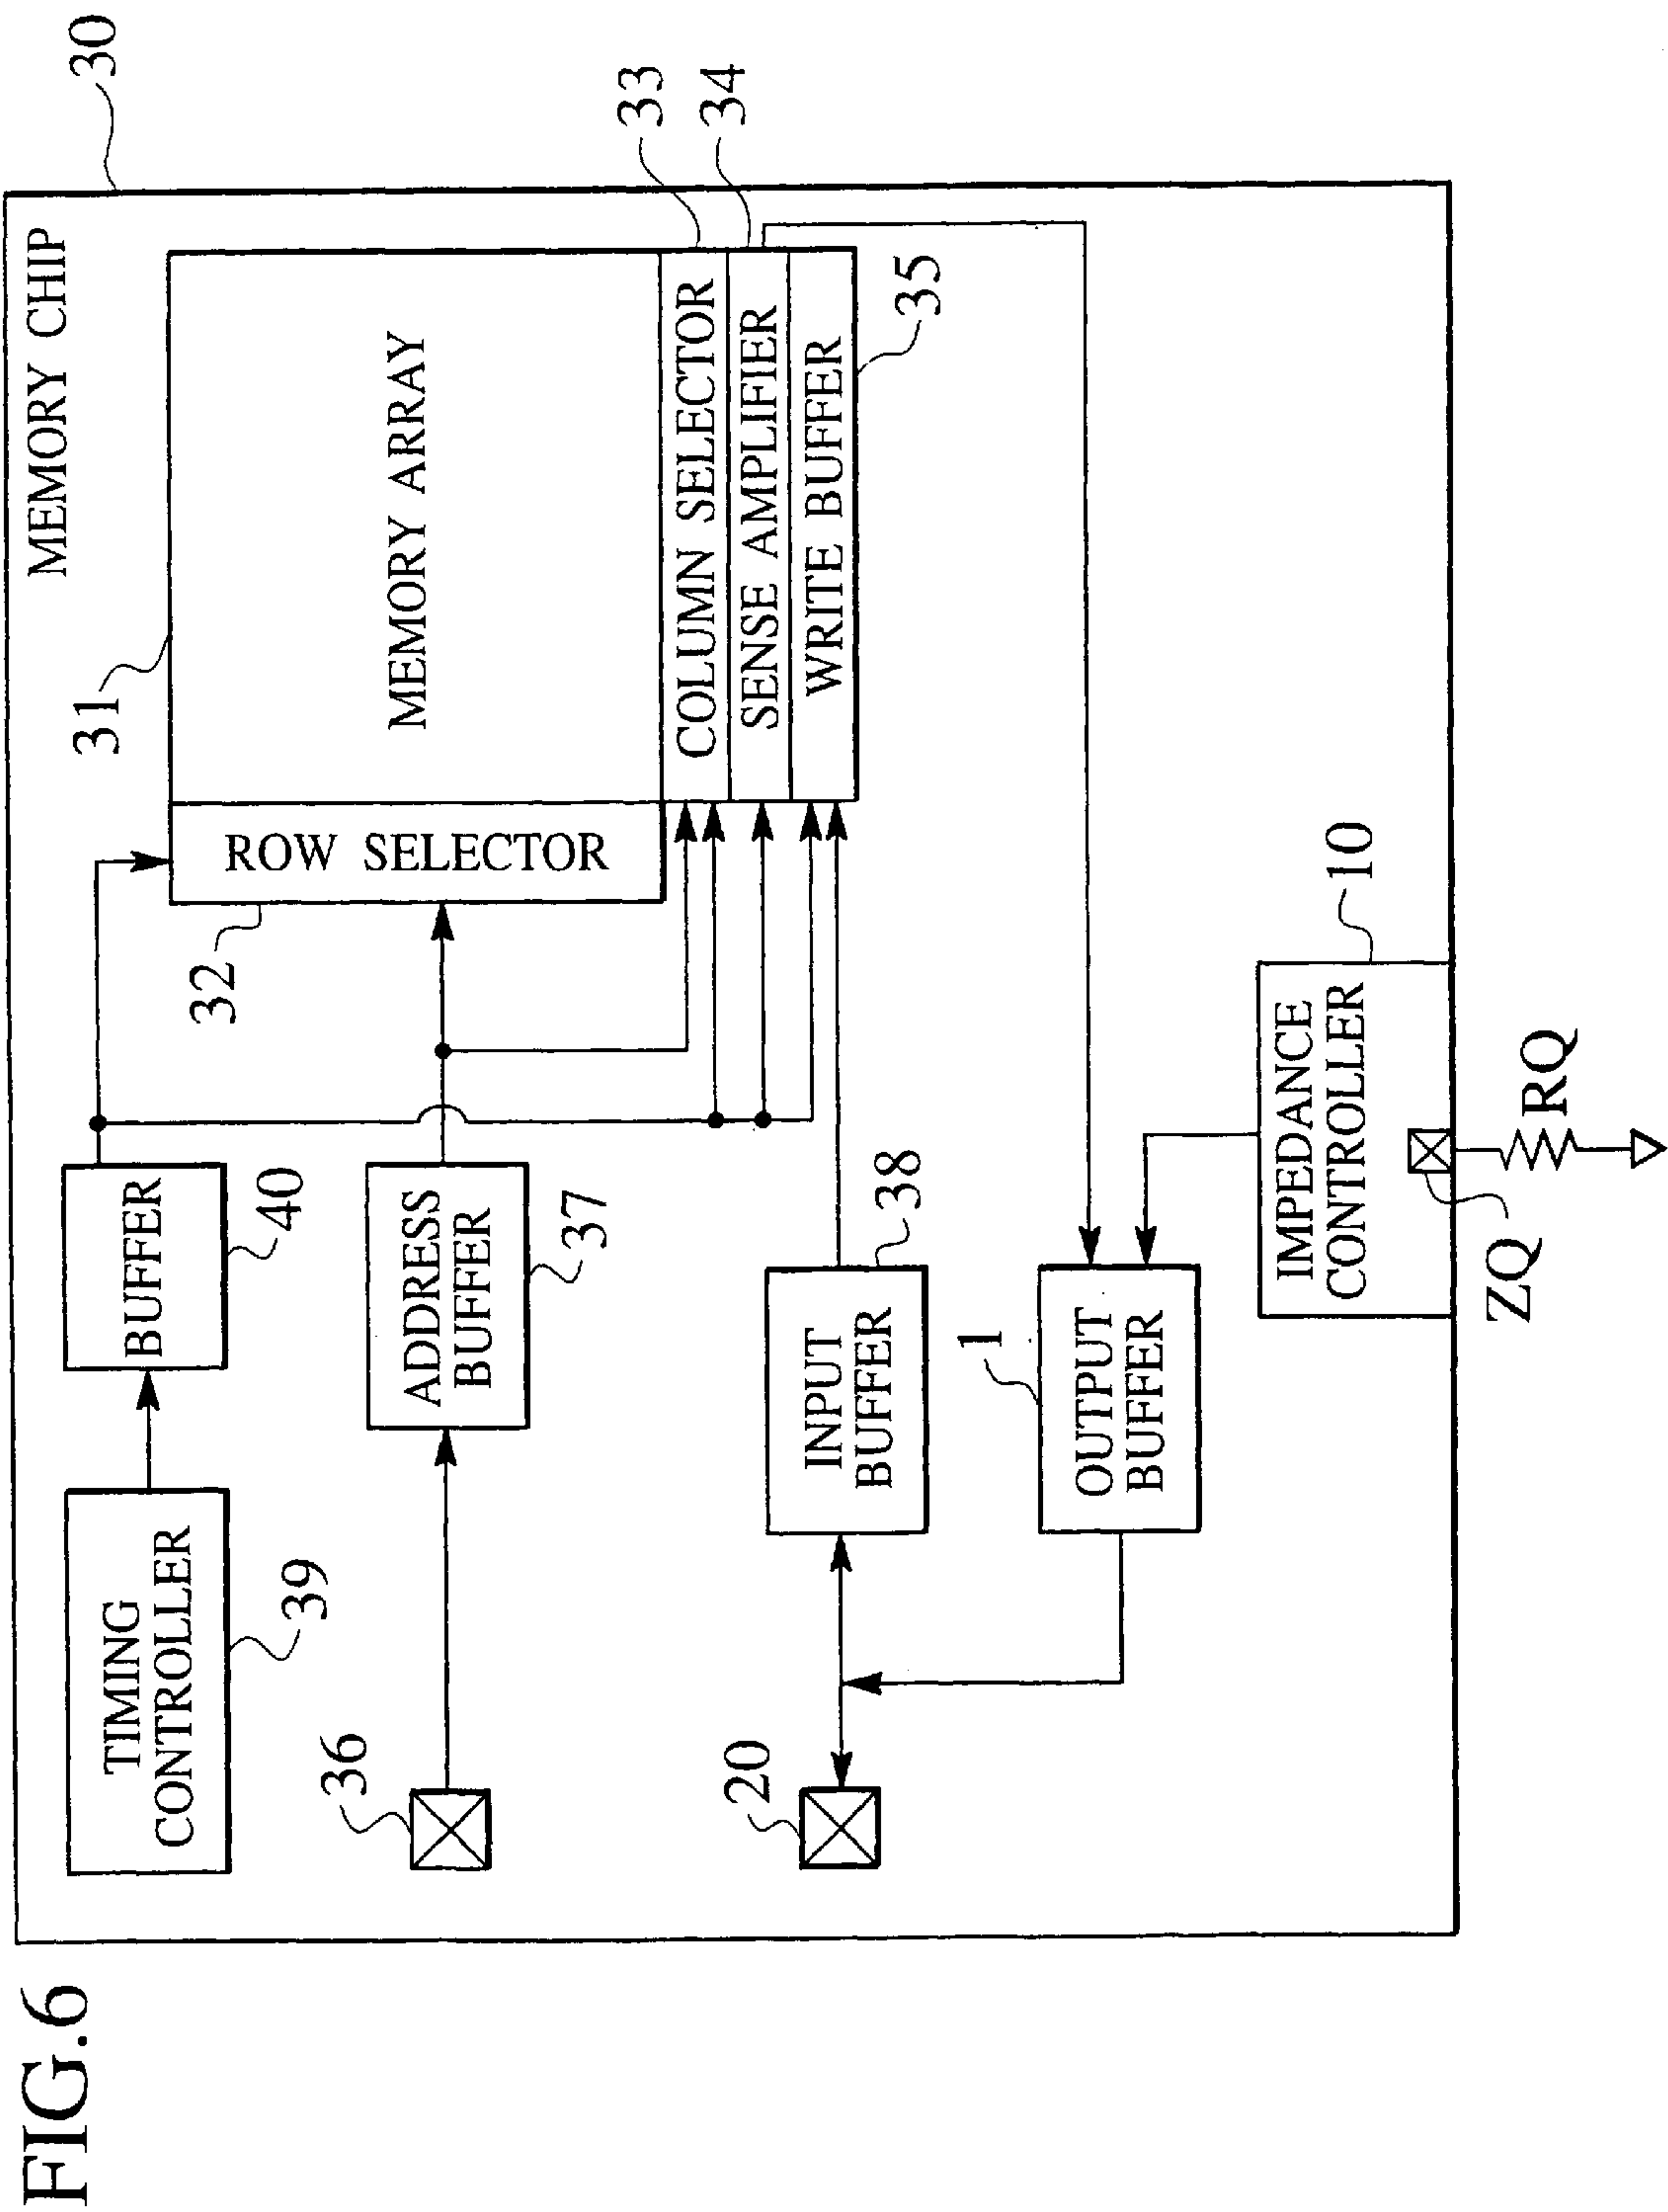 FIG.6
MEMORY CHIP
30
TIMING
CONTROLLER
39
BUFFER
40
31
MEMORY ARRAY
ROW SELECTOR
32
COLUMN SELECTOR
33
SENSE AMPLIFIER
34
WRITE BUFFER
35
36
ADDRESS
BUFFER
37
20
INPUT
BUFFER
38
1
OUTPUT
BUFFER
IMPEDANCE
CONTROLLER
10
ZQ
RQ